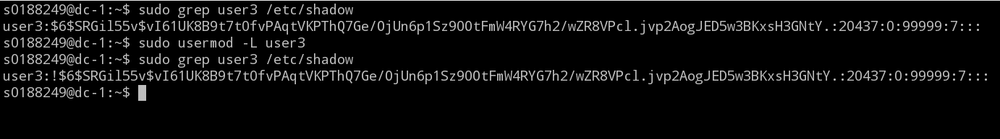 s0188249@dc-1:~$ sudo grep user3 /etc/shadow
user3:$6$SRGil55v$vI61UK8B9t7tOfvPAqtVKPThQ7Ge/OjUn6p1Sz9OOtFmW4RYG7h2/wZR8VPcl.jvp2AogJED5w3BKxsH3GNtY.:20437:0:99999:7:::
s0188249@dc-1:~$ sudo usermod -L user3
s0188249@dc-1:~$ sudo grep user3 /etc/shadow
user3:!$6$SRGil55v$vI61UK8B9t7tOfvPAqtVKPThQ7Ge/OjUn6p1Sz9OOtFmW4RYG7h2/wZR8VPcl.jvp2AogJED5w3BKxsH3GNtY.:20437:0:99999:7:::
s0188249@dc-1:~$